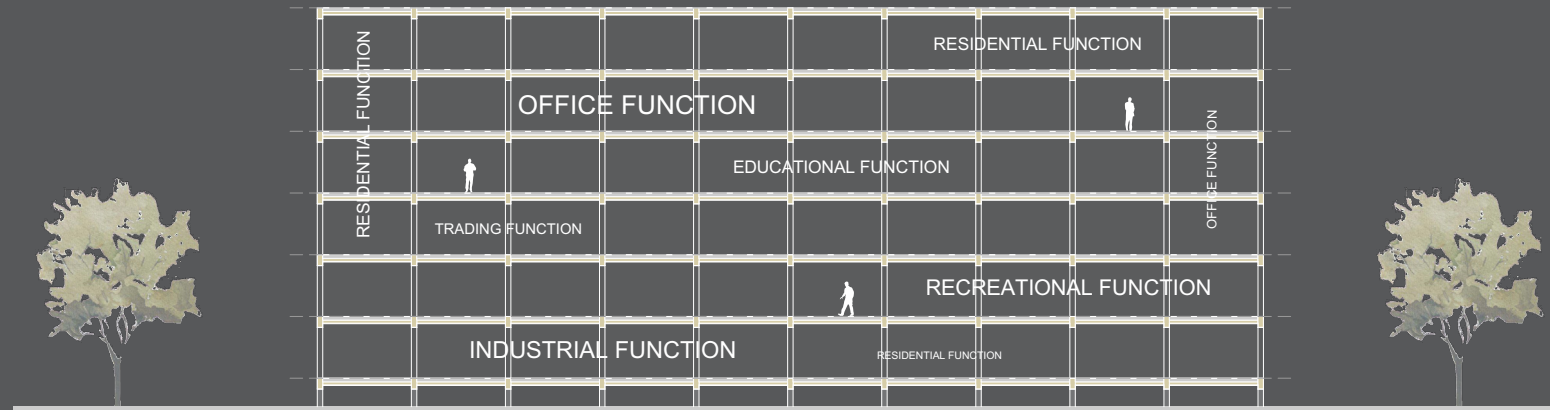 RESIDENTIAL FUNCTION
RESIDENTIAL FUNCTION
OFFICE FUNCTION
OFFICE FUNCTION
EDUCATIONAL FUNCTION
TRADING FUNCTION
RECREATIONAL FUNCTION
INDUSTRIAL FUNCTION
RESIDENTIAL FUNCTION